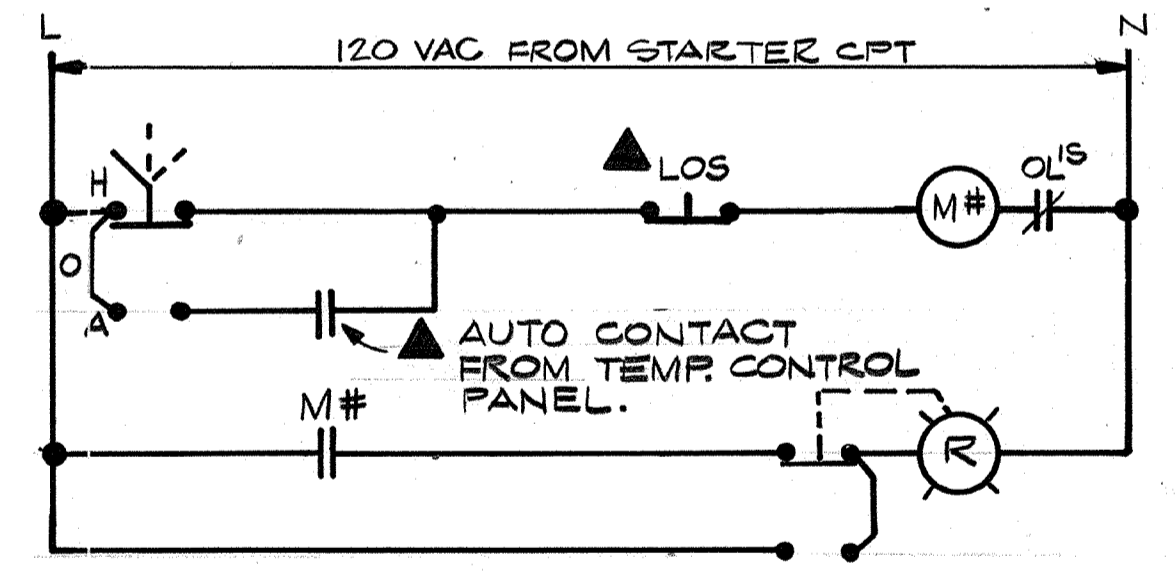 L
N
120 VAC FROM STARTER CPT
H
LOS
M#
OL'S
O
A
AUTO CONTACT
FROM TEMP. CONTROL
PANEL.
M#
R